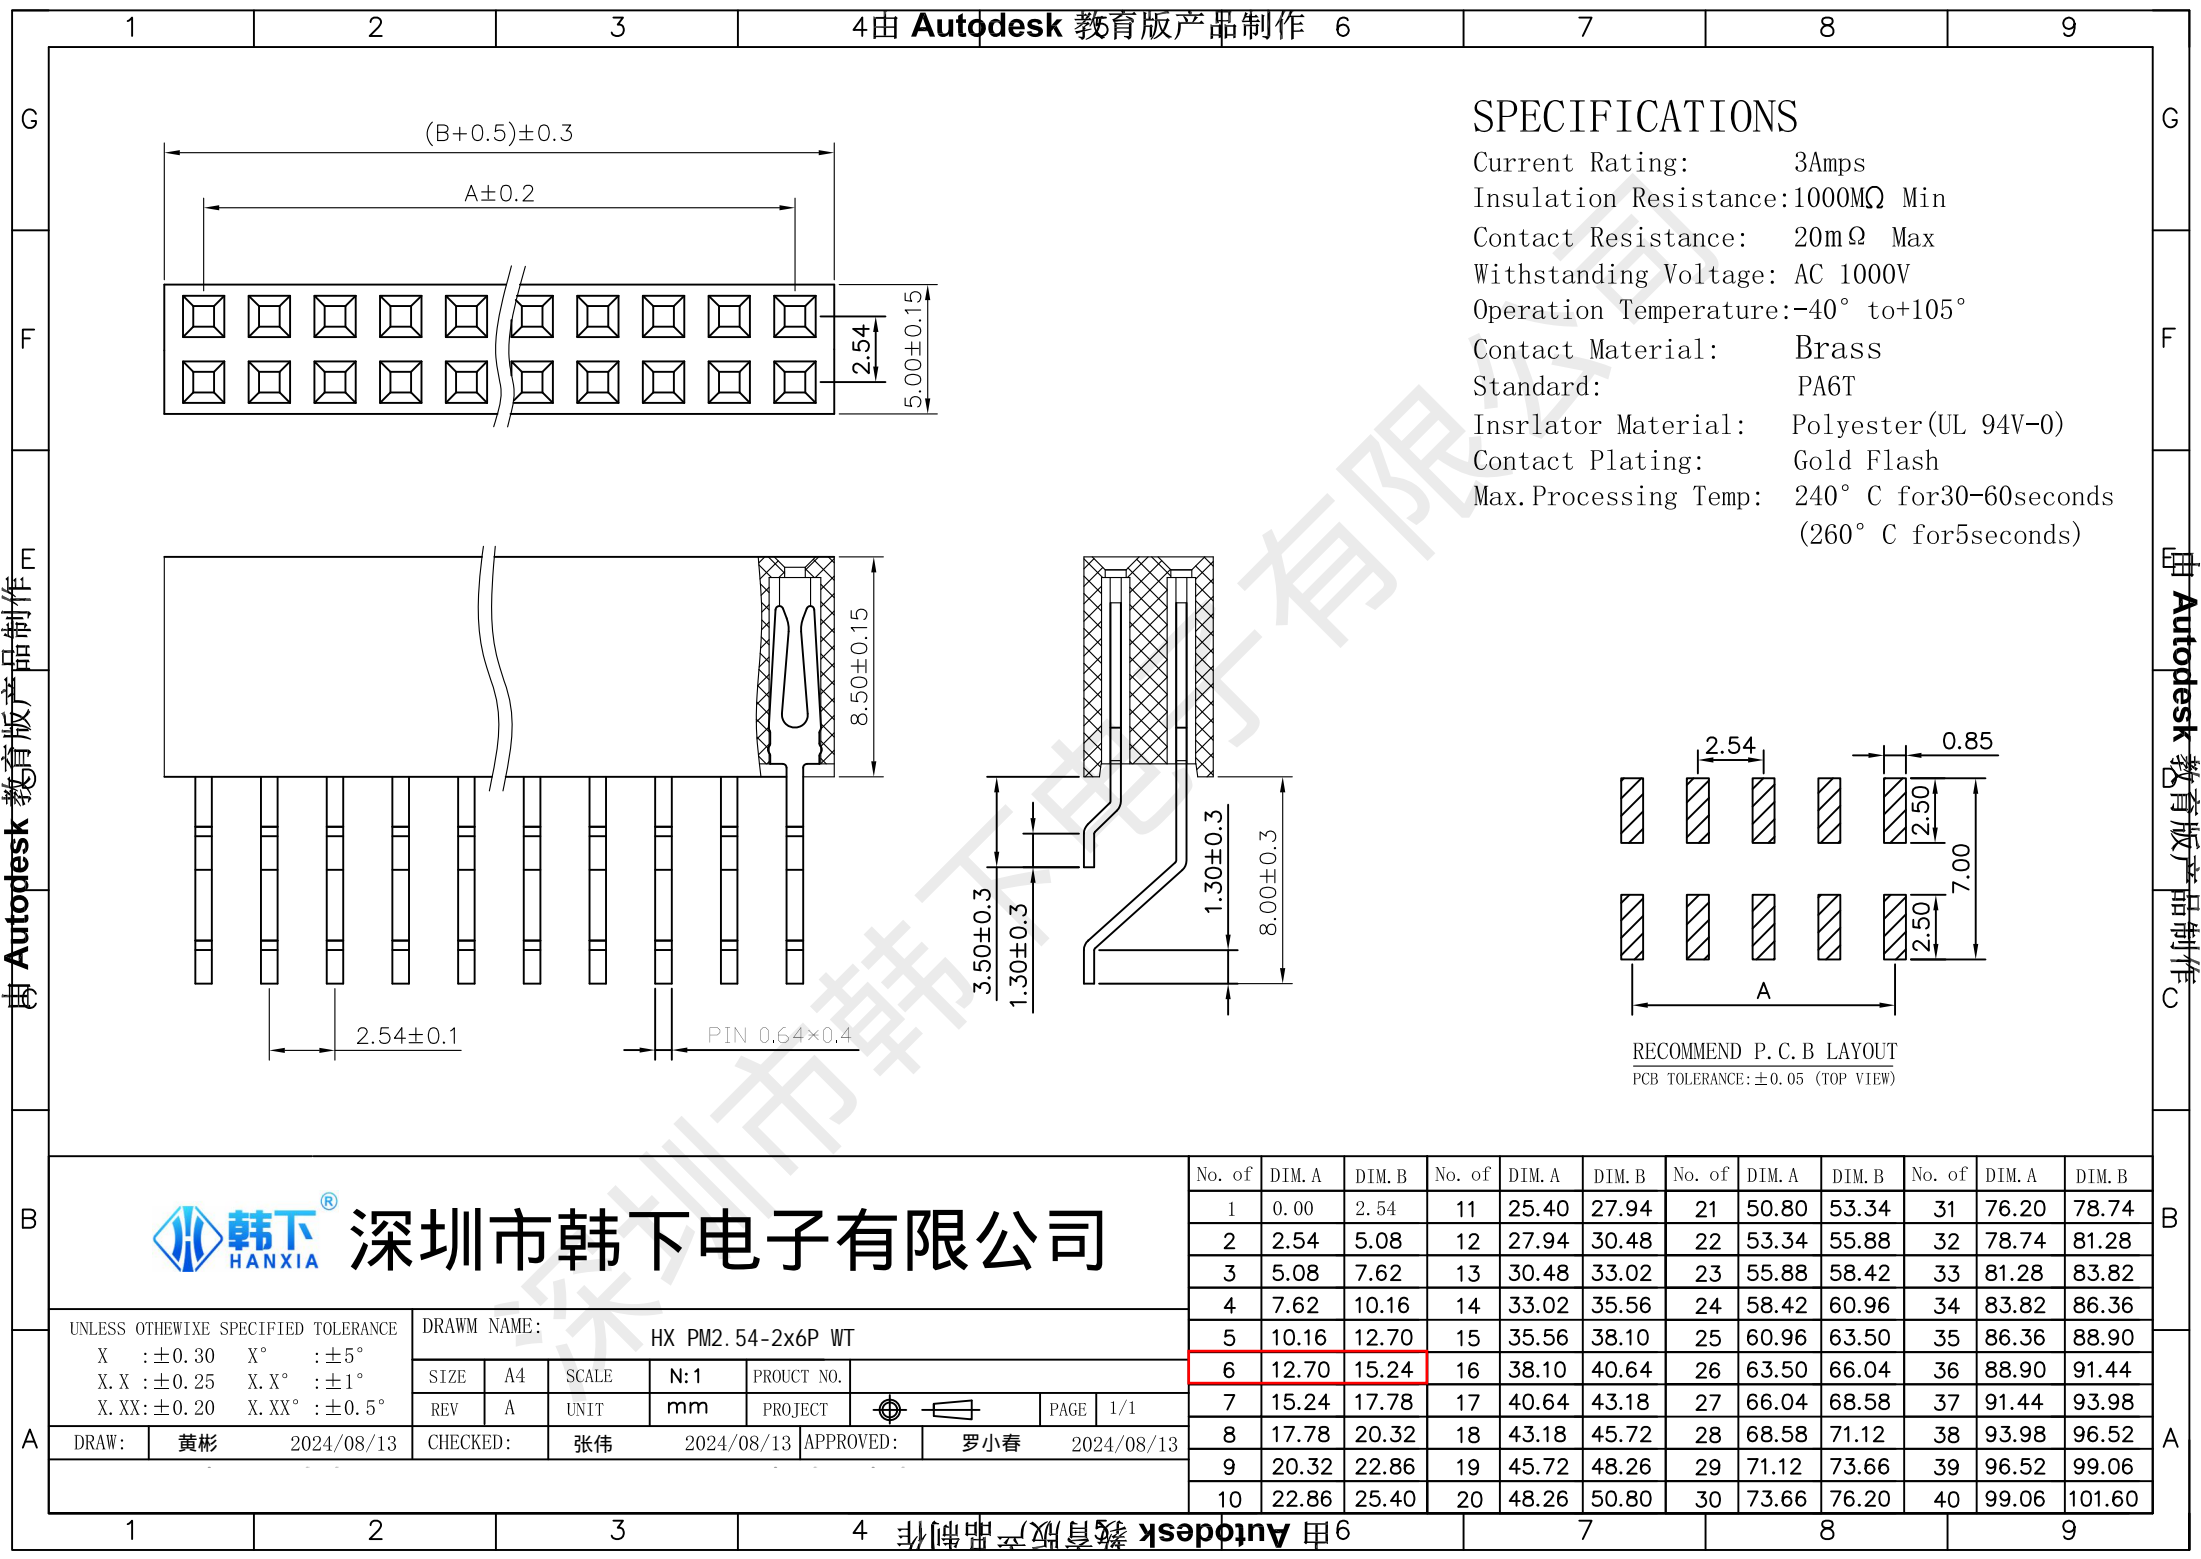 1 2 3 4 5 6 7 8 9
由 Autodesk 教育版产品制作
G
F
E
D
C
B
A
由 Autodesk 教育版产品制作
(B+0.5)±0.3
A±0.2
2.54
5.00±0.15
8.50±0.15
2.54±0.1
PIN 0.64×0.4
3.50±0.3
1.30±0.3
1.30±0.3
8.00±0.3
SPECIFICATIONS
Current Rating: 3Amps
Insulation Resistance:1000MΩ Min
Contact Resistance: 20mΩ Max
Withstanding Voltage: AC 1000V
Operation Temperature:-40° to+105°
Contact Material: Brass
Standard: PA6T
Insrlator Material: Polyester(UL 94V-0)
Contact Plating: Gold Flash
Max.Processing Temp: 240° C for30-60seconds
(260° C for5seconds)
2.54
0.85
2.50
7.00
2.50
A
RECOMMEND P.C.B LAYOUT
PCB TOLERANCE:±0.05 (TOP VIEW)
深圳市韩下电子有限公司
韩下®
HANXIA
深圳市韩下电子有限公司
UNLESS OTHEWIXE SPECIFIED TOLERANCE
X :±0.30 X° :±5°
X.X :±0.25 X.X° :±1°
X.XX:±0.20 X.XX° :±0.5°
DRAWM NAME: HX PM2.54-2x6P WT
SIZE A4 SCALE N:1 PROUCT NO.
REV A UNIT mm PROJECT PAGE 1/1
DRAW: 黄彬 2024/08/13 CHECKED: 张伟 2024/08/13 APPROVED: 罗小春 2024/08/13
No. of DIM.A DIM.B No. of DIM.A DIM.B No. of DIM.A DIM.B No. of DIM.A DIM.B
1 0.00 2.54 11 25.40 27.94 21 50.80 53.34 31 76.20 78.74
2 2.54 5.08 12 27.94 30.48 22 53.34 55.88 32 78.74 81.28
3 5.08 7.62 13 30.48 33.02 23 55.88 58.42 33 81.28 83.82
4 7.62 10.16 14 33.02 35.56 24 58.42 60.96 34 83.82 86.36
5 10.16 12.70 15 35.56 38.10 25 60.96 63.50 35 86.36 88.90
6 12.70 15.24 16 38.10 40.64 26 63.50 66.04 36 88.90 91.44
7 15.24 17.78 17 40.64 43.18 27 66.04 68.58 37 91.44 93.98
8 17.78 20.32 18 43.18 45.72 28 68.58 71.12 38 93.98 96.52
9 20.32 22.86 19 45.72 48.26 29 71.12 73.66 39 96.52 99.06
10 22.86 25.40 20 48.26 50.80 30 73.66 76.20 40 99.06 101.60
G
F
E
D
C
B
A
由 Autodesk 教育版产品制作
1 2 3 4 5 6 7 8 9
由 Autodesk 教育版产品制作